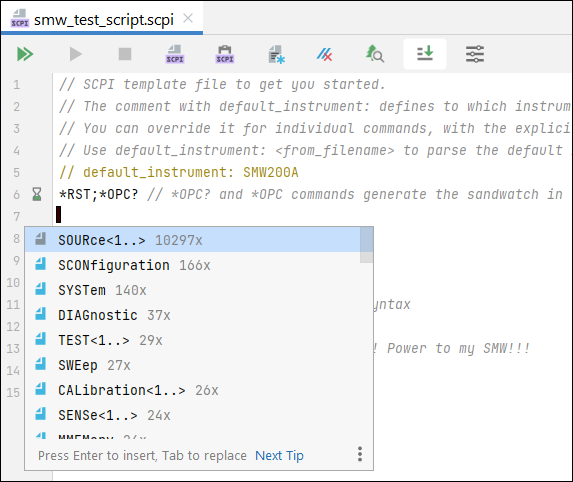 smw_test_script.scpi
SCPI
SCPI
SCPI
1 // SCPI template file to get you started.
2 // The comment with default_instrument: defines to which instrum
3 // You can override it for individual commands, with the explici
4 // Use default_instrument: <from_filename> to parse the default
5 // default_instrument: SMW200A
6 *RST;*OPC? // *OPC? and *OPC commands generate the sandwatch in
7
8 SOURce<1..> 10297x
9 SCONfiguration 166x
10 SYSTem 140x
DIAGnostic 37x
11 yntax
12 TEST<1..> 29x
13 ! Power to my SMW!!!
SWEep 27x
14 CALibration<1..> 26x
15 SENSe<1..> 24x
Press Enter to insert, Tab to replace Next Tip